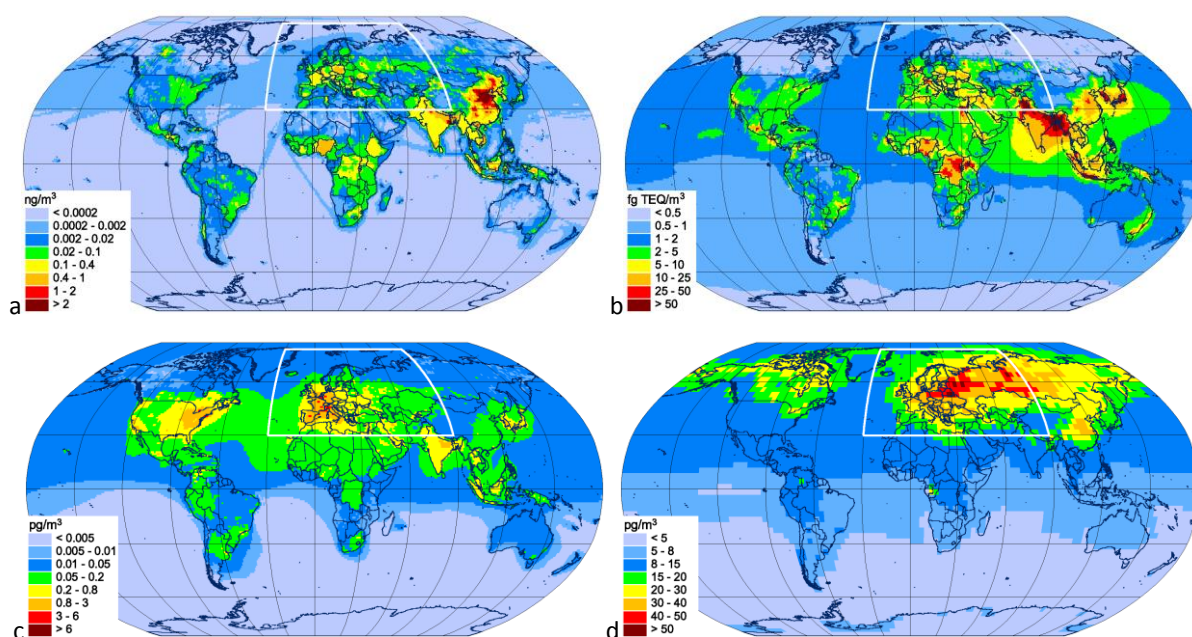 ng/m³
< 0.0002
0.0002 - 0.002
0.002 - 0.02
0.02 - 0.1
0.1 - 0.4
0.4 - 1
1 - 2
> 2
a
fg TEQ/m³
< 0.5
0.5 - 1
1 - 2
2 - 5
5 - 10
10 - 25
25 - 50
> 50
b
pg/m³
< 0.005
0.005 - 0.01
0.01 - 0.05
0.05 - 0.2
0.2 - 0.8
0.8 - 3
3 - 6
> 6
c
pg/m³
< 5
5 - 8
8 - 15
15 - 20
20 - 30
30 - 40
40 - 50
> 50
d